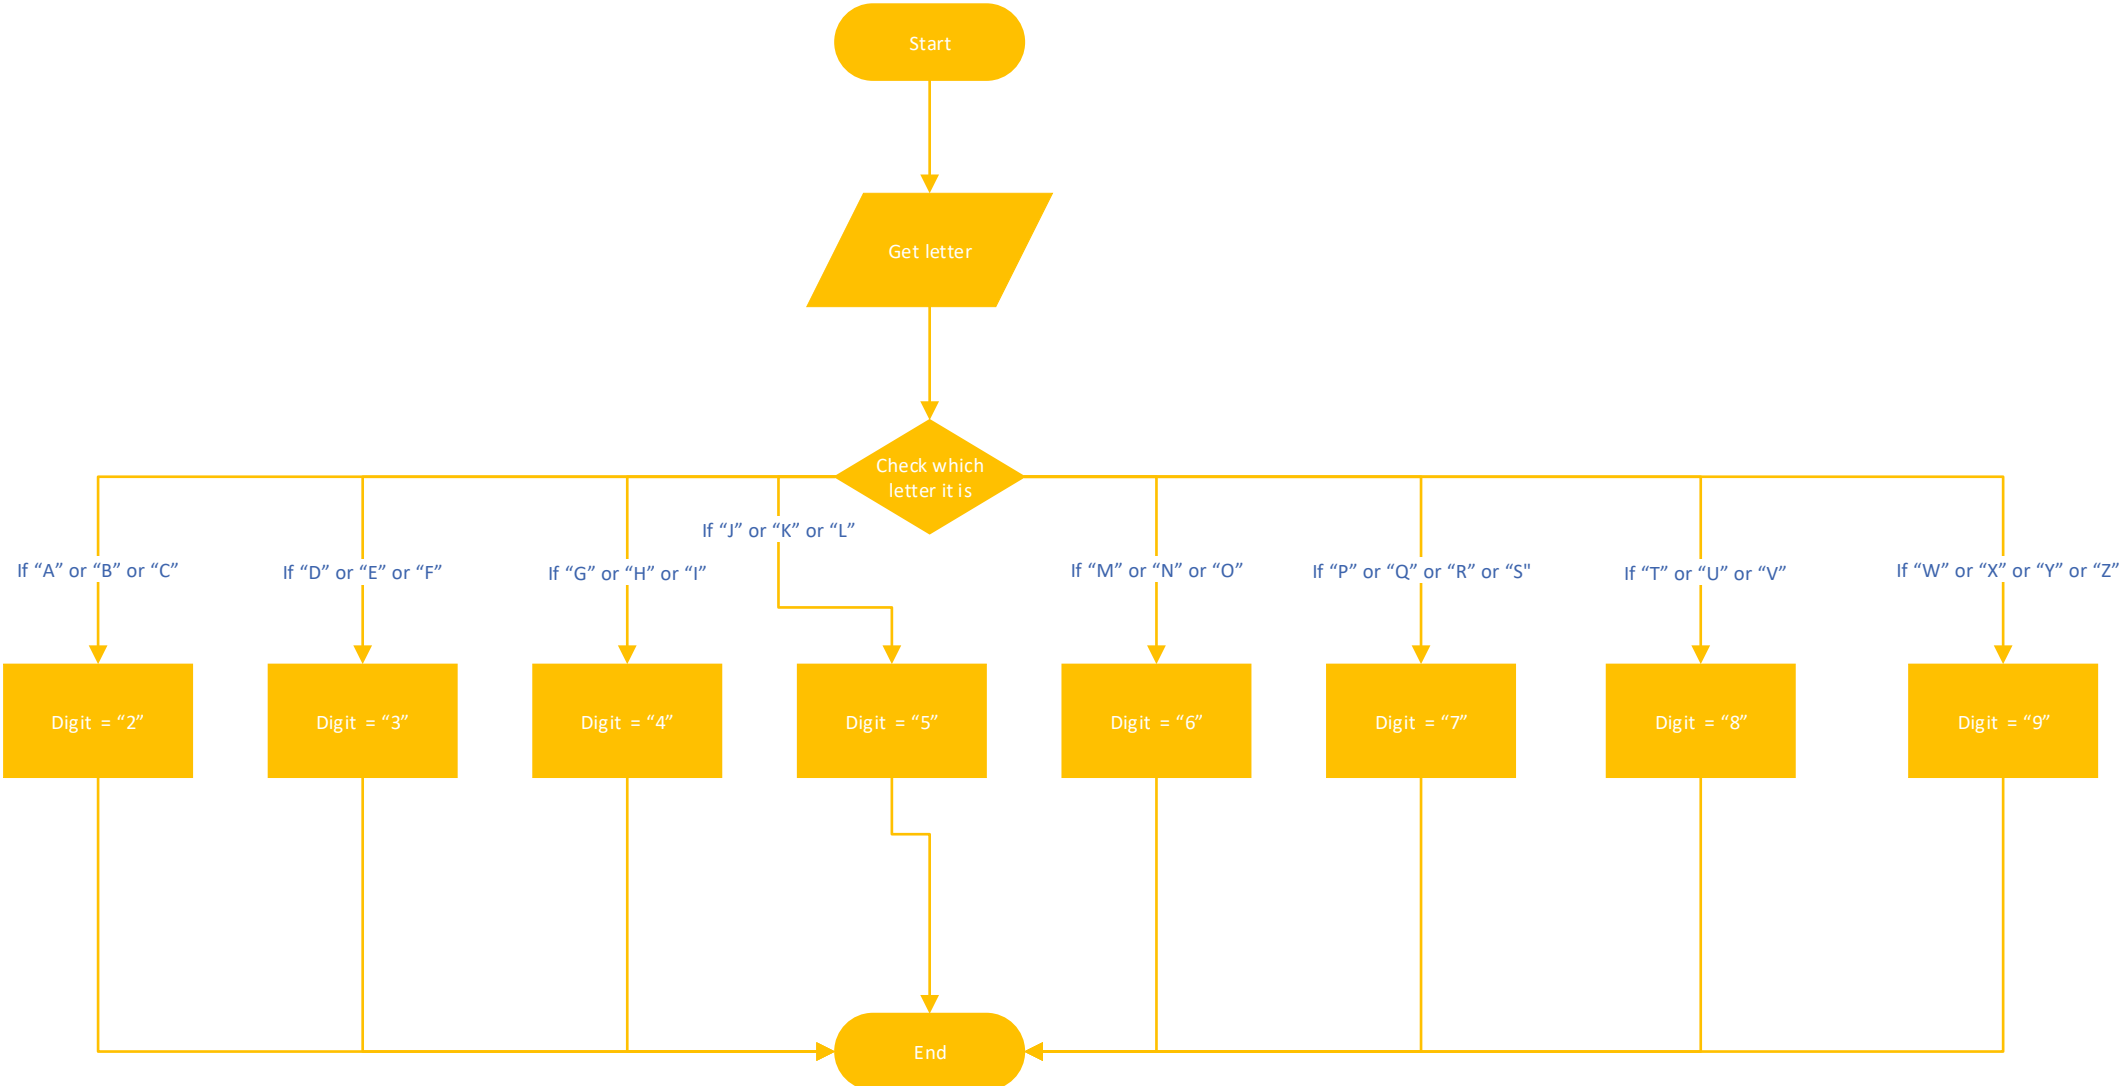 Start
Get letter
Check which
letter it is
If “J” or “K” or “L”
If “A” or “B” or “C”
If “D” or “E” or “F”
If “G” or “H” or “I”
If “M” or “N” or “O”
If “P” or “Q” or “R” or “S"
If “T” or “U” or “V”
If “W” or “X” or “Y” or “Z”
Digit = “2”
Digit = “3”
Digit = “4”
Digit = “5”
Digit = “6”
Digit = “7”
Digit = “8”
Digit = “9”
End